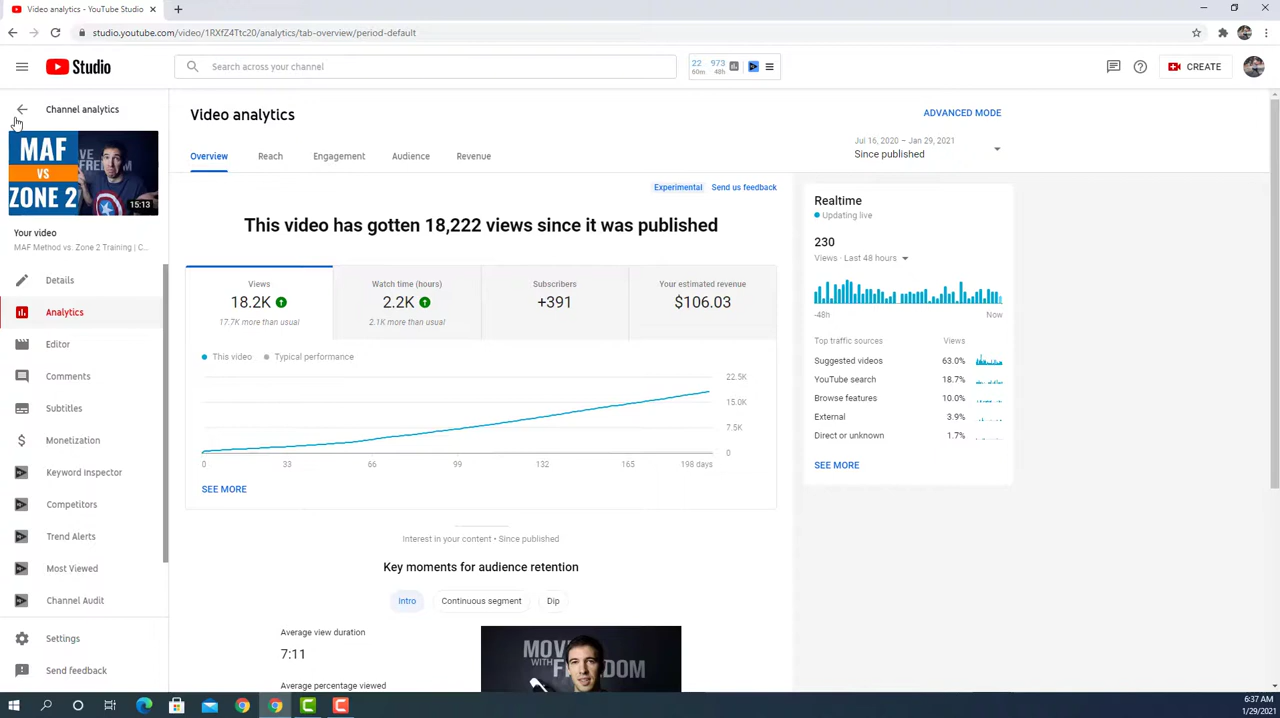 Video analytics - YouTube Studio
studio.youtube.com/video/1RXfZ4Ttc20/analytics/tab-overview/period-default
Studio
Search across your channel
22 973
60m 48h
CREATE
Channel analytics
MAF
VS
ZONE 2
15:13
Your video
MAF Method vs. Zone 2 Training | C...
Details
Analytics
Editor
Comments
Subtitles
Monetization
Keyword Inspector
Competitors
Trend Alerts
Most Viewed
Channel Audit
Settings
Send feedback
Video analytics
ADVANCED MODE
Overview Reach Engagement Audience Revenue
Jul 16, 2020 – Jan 29, 2021
Since published
Experimental Send us feedback
This video has gotten 18,222 views since it was published
Views Watch time (hours) Subscribers Your estimated revenue
18.2K 2.2K +391 $106.03
17.7K more than usual 2.1K more than usual
This video Typical performance
22.5K
15.0K
7.5K
0
0 33 66 99 132 165 198 days
SEE MORE
Interest in your content • Since published
Key moments for audience retention
Intro Continuous segment Dip
Average view duration
7:11
Average percentage viewed
MOVE
WITH FREEDOM
Realtime
Updating live
230
Views · Last 48 hours
-48h Now
Top traffic sources Views
Suggested videos 63.0%
YouTube search 18.7%
Browse features 10.0%
External 3.9%
Direct or unknown 1.7%
SEE MORE
6:37 AM
1/29/2021